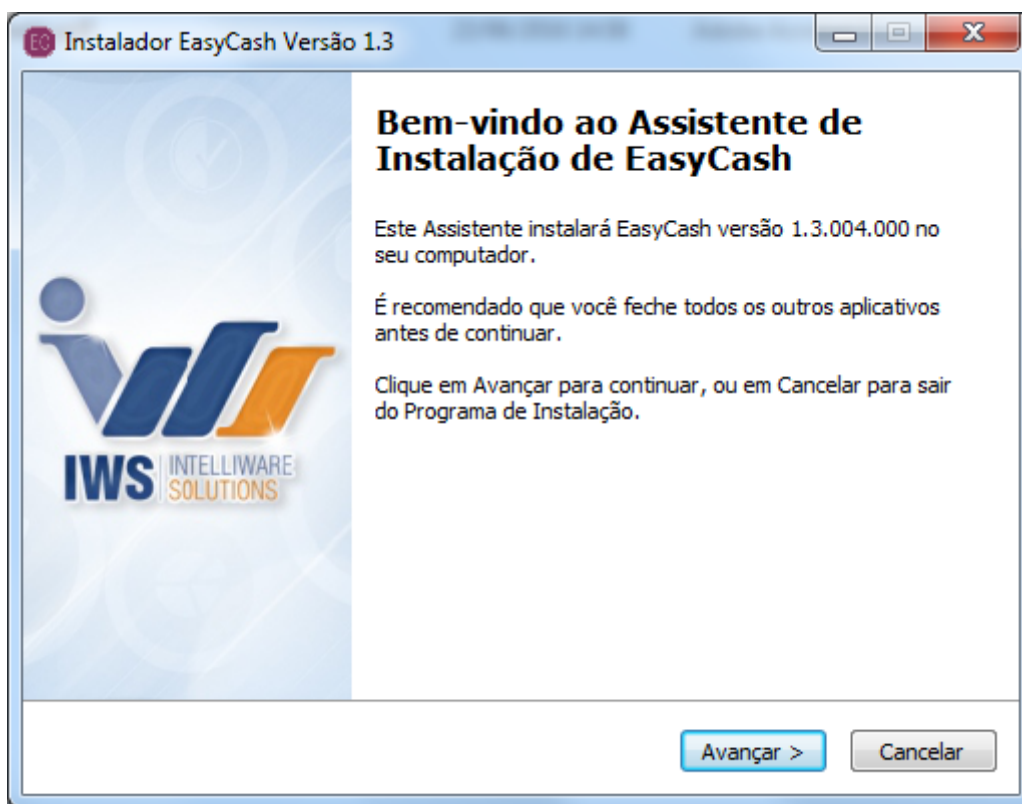 EC Instalador EasyCash Versão 1.3
Bem-vindo ao Assistente de
Instalação de EasyCash
Este Assistente instalará EasyCash versão 1.3.004.000 no
seu computador.
É recomendado que você feche todos os outros aplicativos
antes de continuar.
Clique em Avançar para continuar, ou em Cancelar para sair
do Programa de Instalação.
IWS INTELLIWARE
SOLUTIONS
Avançar > Cancelar